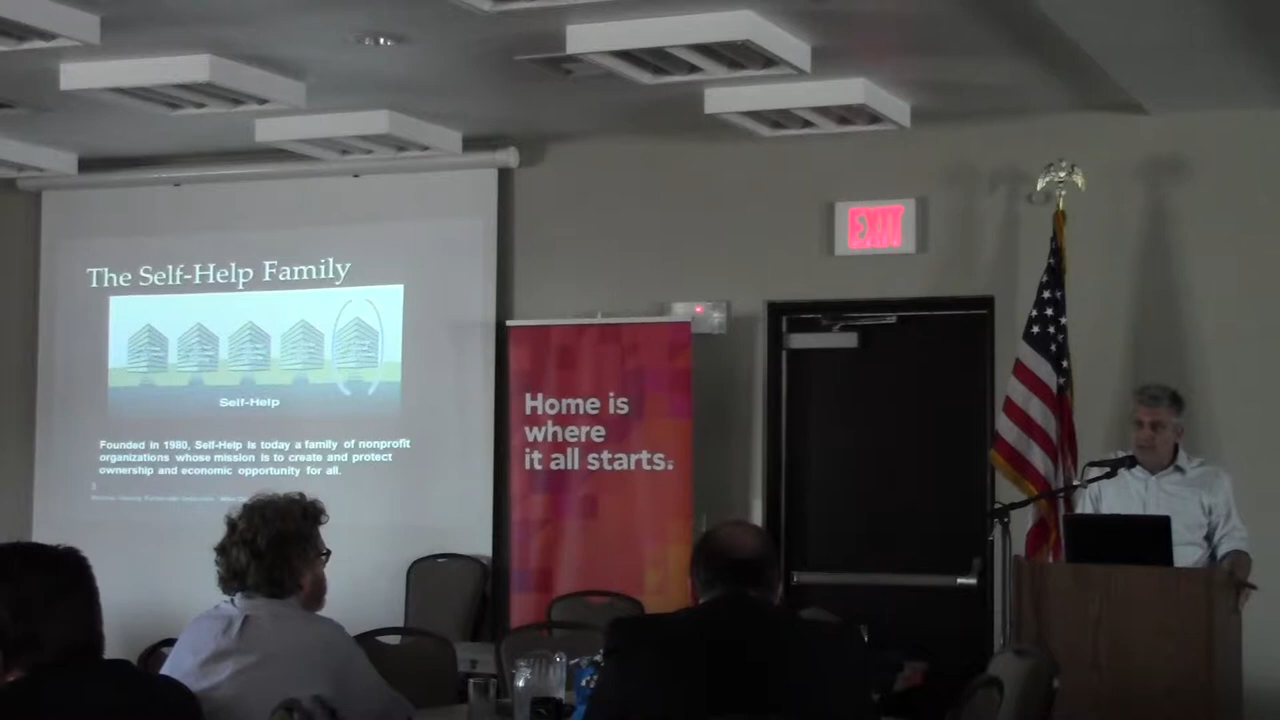 The Self-Help Family
Self-Help
Founded in 1980, Self-Help is today a family of nonprofit
organizations whose mission is to create and protect
ownership and economic opportunity for all.
Home is
where
it all starts.
EXIT